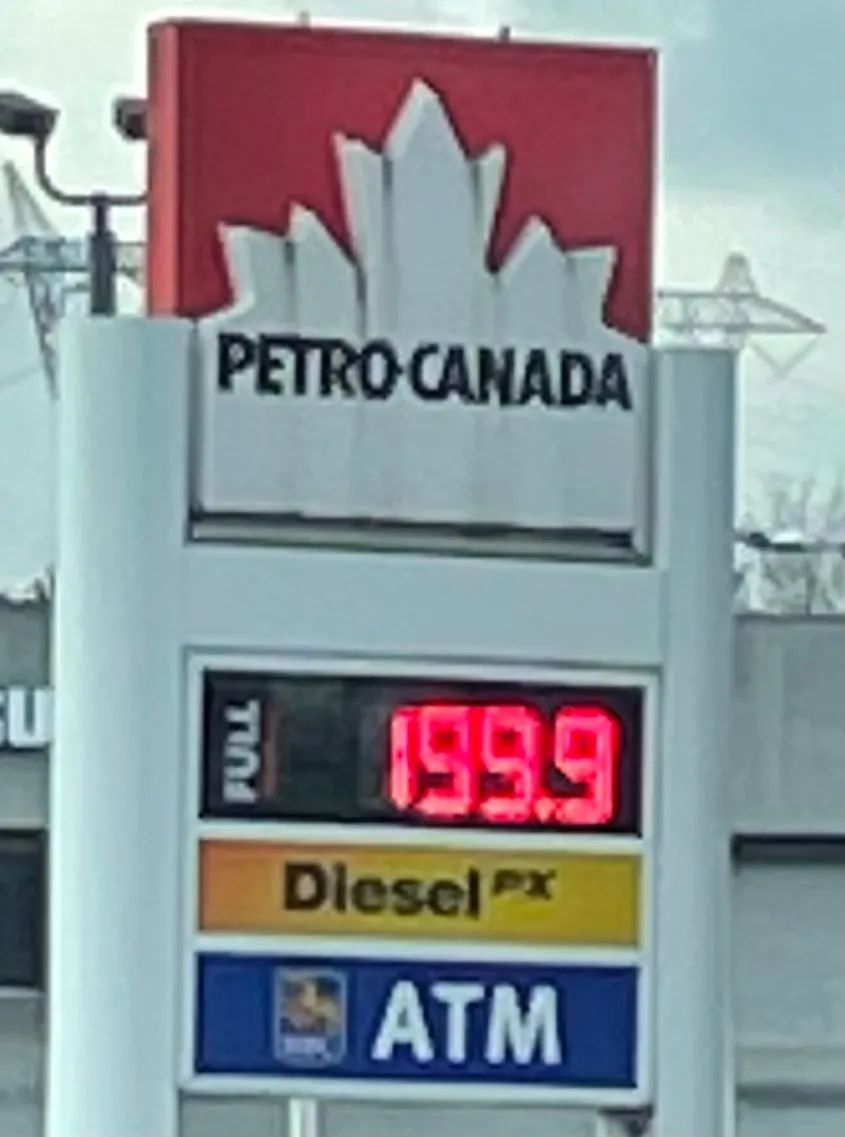 PETRO-CANADA
FULL 199.9
Diesel PX
ATM